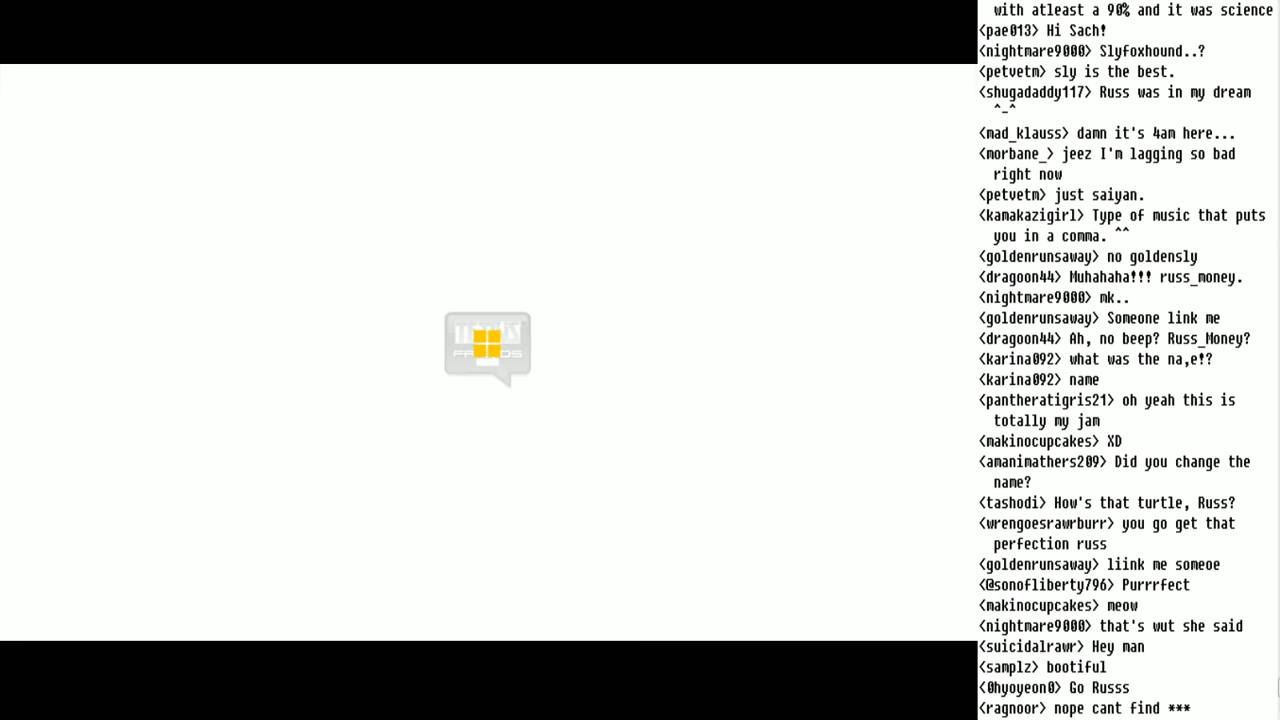 with atleast a 90% and it was science
<pae013> Hi Sach!
<nightmare9000> Slyfoxhound..?
<petvetm> sly is the best.
<shugadaddy117> Russ was in my dream
^-^
<mad_klauss> damn it's 4am here...
<morbane_> jeez I'm lagging so bad
right now
<petvetm> just saiyan.
<kamakazigirl> Type of music that puts
you in a comma. ^^
<goldenrunsaway> no goldensly
<dragoon44> Muhahaha!!! russ_money.
<nightmare9000> mk..
<goldenrunsaway> Someone link me
<dragoon44> Ah, no beep? Russ_Money?
<karina092> what was the na,e!?
<karina092> name
<pantheratigris21> oh yeah this is
totally my jam
<makinocupcakes> XD
<amanimathers209> Did you change the
name?
<tashodi> How's that turtle, Russ?
<wrengoesrawrburr> you go get that
perfection russ
<goldenrunsaway> liink me someoe
<@sonofliberty796> Purrrfect
<makinocupcakes> meow
<nightmare9000> that's wut she said
<suicidalrawr> Hey man
<samplz> bootiful
<0hyoyeon0> Go Russs
<ragnoor> nope cant find ***